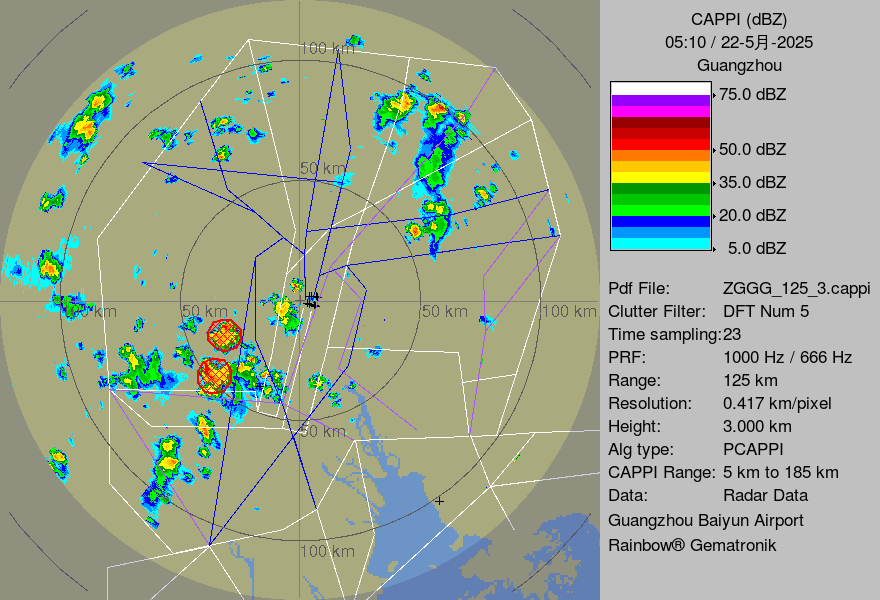 CAPPI (dBZ)
05:10 / 22-5月-2025
Guangzhou
75.0 dBZ
50.0 dBZ
35.0 dBZ
20.0 dBZ
5.0 dBZ
Pdf File: ZGGG_125_3.cappi
Clutter Filter: DFT Num 5
Time sampling:23
PRF: 1000 Hz / 666 Hz
Range: 125 km
Resolution: 0.417 km/pixel
Height: 3.000 km
Alg type: PCAPPI
CAPPI Range: 5 km to 185 km
Data: Radar Data
Guangzhou Baiyun Airport
Rainbow® Gematronik
100 km
50 km
km
50 km
50 km
100 km
50 km
100 km